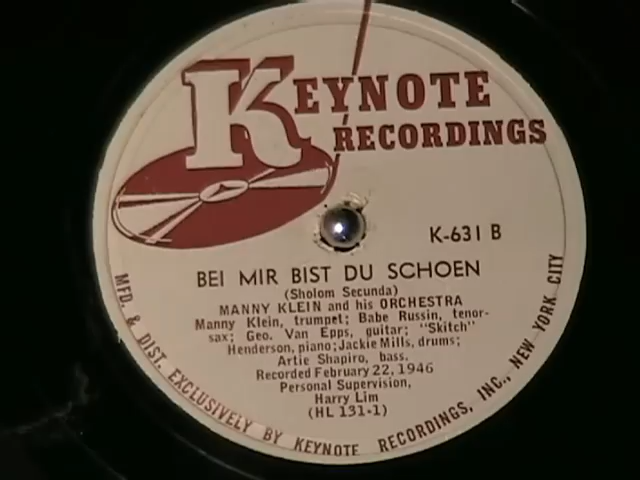 KEYNOTE
RECORDINGS
K-631 B
BEI MIR BIST DU SCHOEN
(Sholom Secunda)
MANNY KLEIN and his ORCHESTRA
Manny Klein, trumpet; Babe Russin, tenor-
sax; Geo. Van Epps, guitar; "Skitch"
Henderson, piano; Jackie Mills, drums;
Artie Shapiro, bass.
Recorded February 22, 1946
Personal Supervision,
Harry Lim
(HL 131-1)
MFD. & DIST. EXCLUSIVELY BY KEYNOTE RECORDINGS, INC., NEW YORK CITY